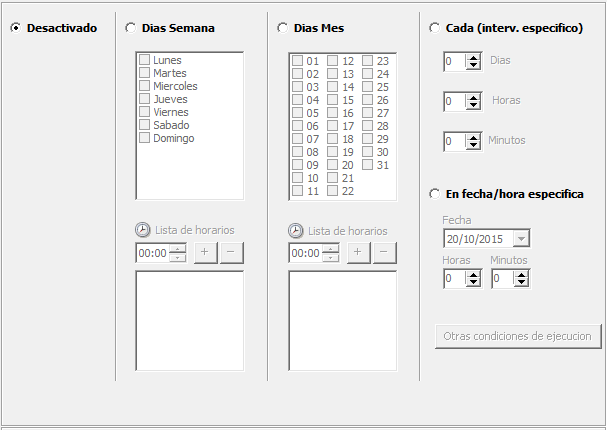 Desactivado
Dias Semana
Lunes
Martes
Miercoles
Jueves
Viernes
Sabado
Domingo
Lista de horarios
00:00 + −
Dias Mes
01 12 23
02 13 24
03 14 25
04 15 26
05 16 27
06 17 28
07 18 29
08 19 30
09 20 31
10 21
11 22
Lista de horarios
00:00 + −
Cada (interv. especifico)
0 Dias
0 Horas
0 Minutos
En fecha/hora especifica
Fecha
20/10/2015
Horas Minutos
0 0
Otras condiciones de ejecucion